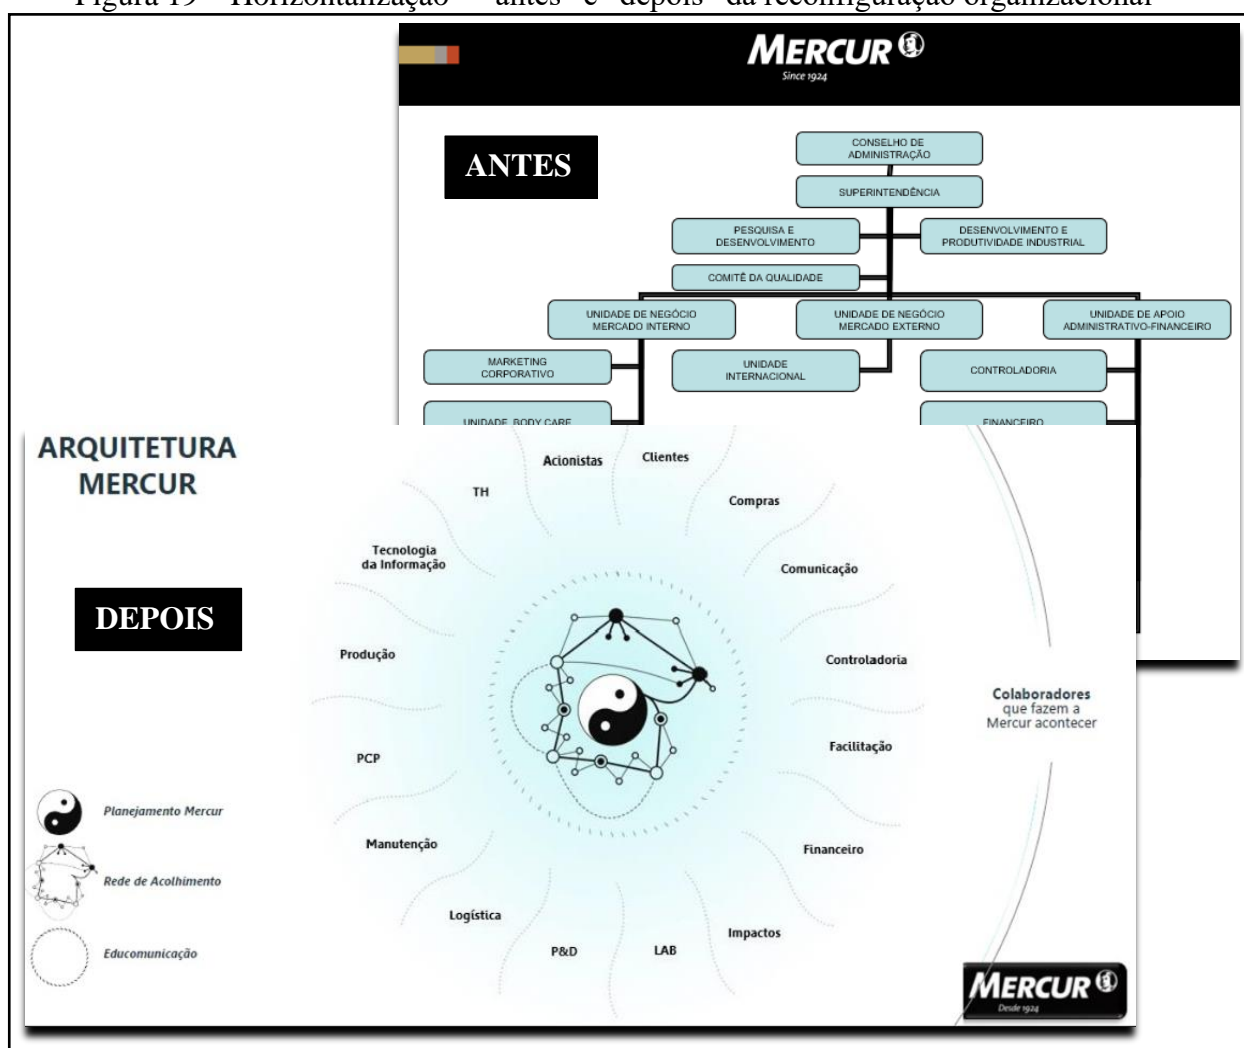 Figura 19 – Horizontalização – "antes" e "depois" da reconfiguração organizacional
MERCUR
Since 1924
ANTES
CONSELHO DE
ADMINISTRAÇÃO
SUPERINTENDÊNCIA
PESQUISA E
DESENVOLVIMENTO
DESENVOLVIMENTO E
PRODUTIVIDADE INDUSTRIAL
COMITÊ DA QUALIDADE
UNIDADE DE NEGÓCIO
MERCADO INTERNO
UNIDADE DE NEGÓCIO
MERCADO EXTERNO
UNIDADE DE APOIO
ADMINISTRATIVO-FINANCEIRO
MARKETING
CORPORATIVO
UNIDADE
INTERNACIONAL
CONTROLADORIA
UNIDADE BODY CARE
FINANCEIRO
ARQUITETURA
MERCUR
DEPOIS
Acionistas
Clientes
TH
Compras
Tecnologia
da Informação
Comunicação
Produção
Controladoria
PCP
Facilitação
Manutenção
Financeiro
Logística
Impactos
P&D
LAB
Colaboradores
que fazem a
Mercur acontecer
Planejamento Mercur
Rede de Acolhimento
Educomunicação
MERCUR
Desde 1924